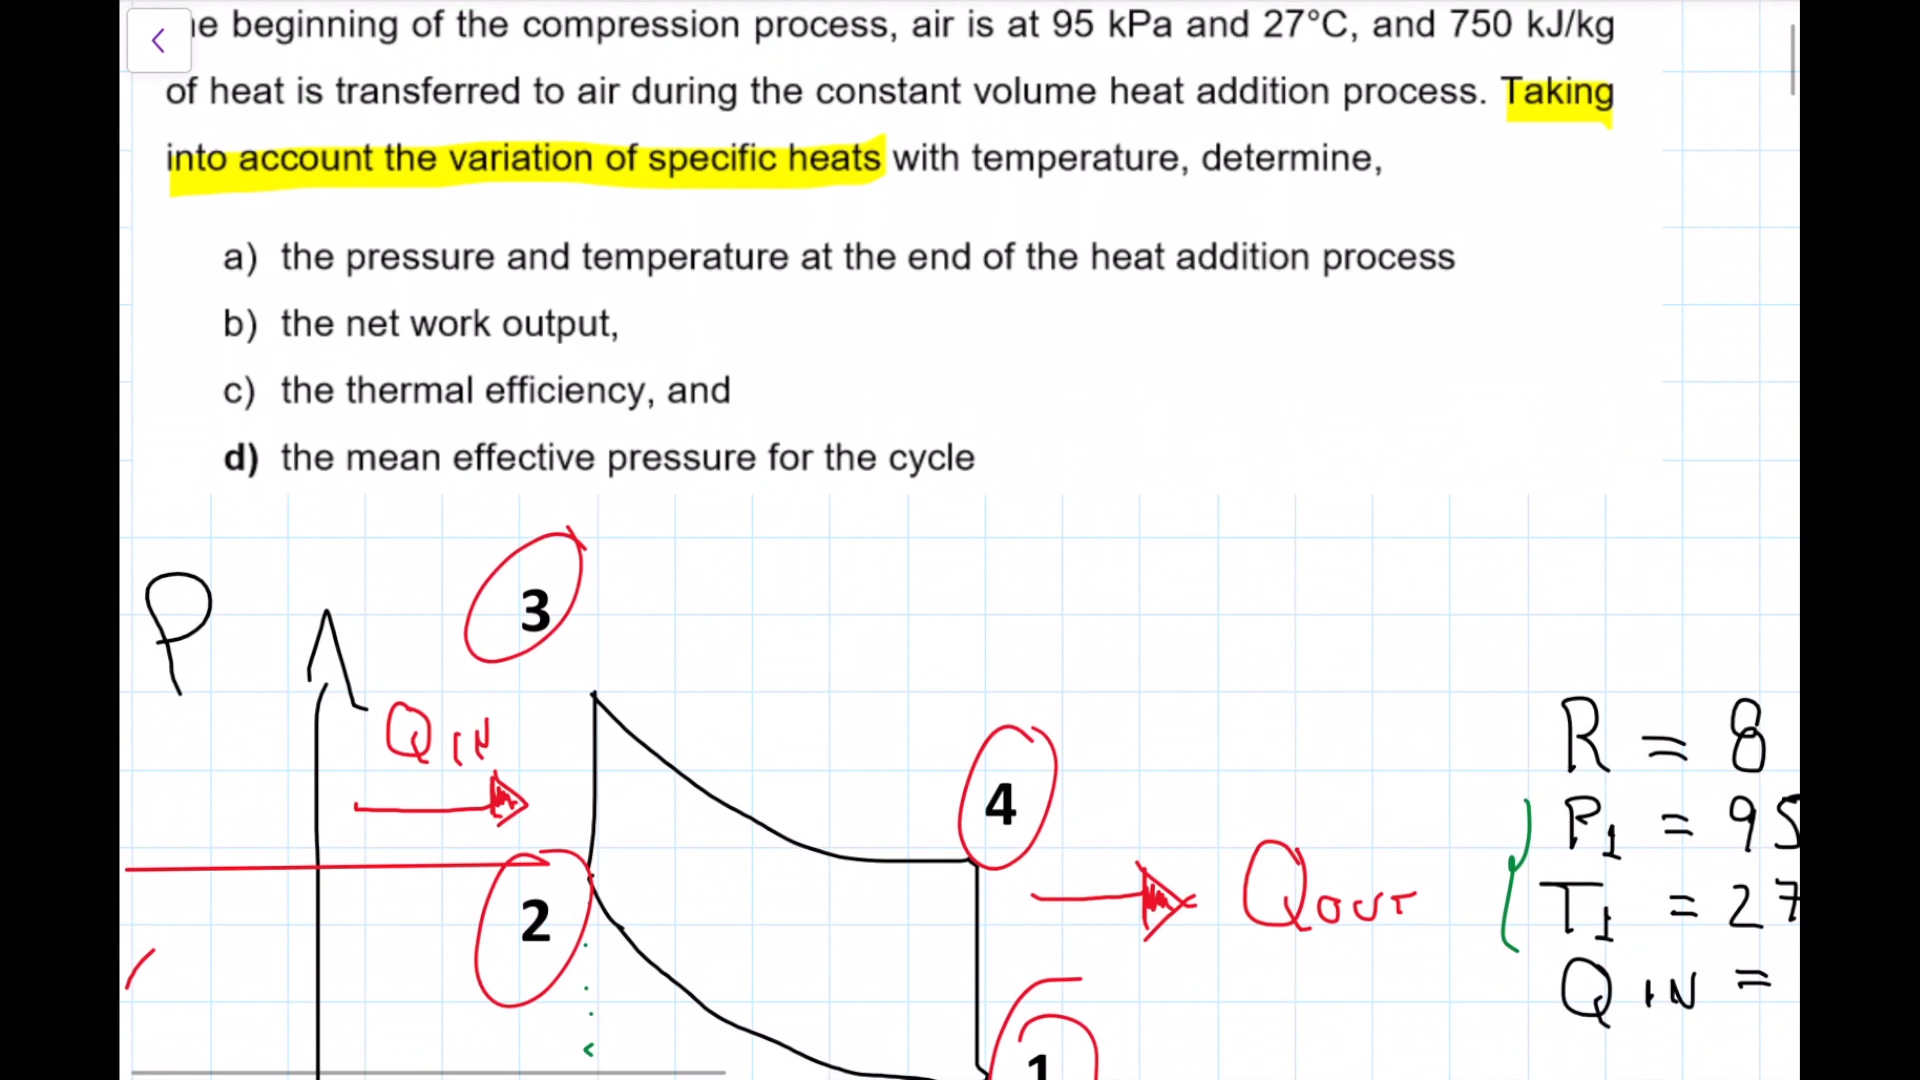 beginning of the compression process, air is at 95 kPa and 27°C, and 750 kJ/kg
of heat is transferred to air during the constant volume heat addition process. Taking
into account the variation of specific heats with temperature, determine,
a) the pressure and temperature at the end of the heat addition process
b) the net work output,
c) the thermal efficiency, and
d) the mean effective pressure for the cycle
3
P
QIN
R = 8
4
P1 = 95
2
QOUT
T1 = 27
QIN =
1